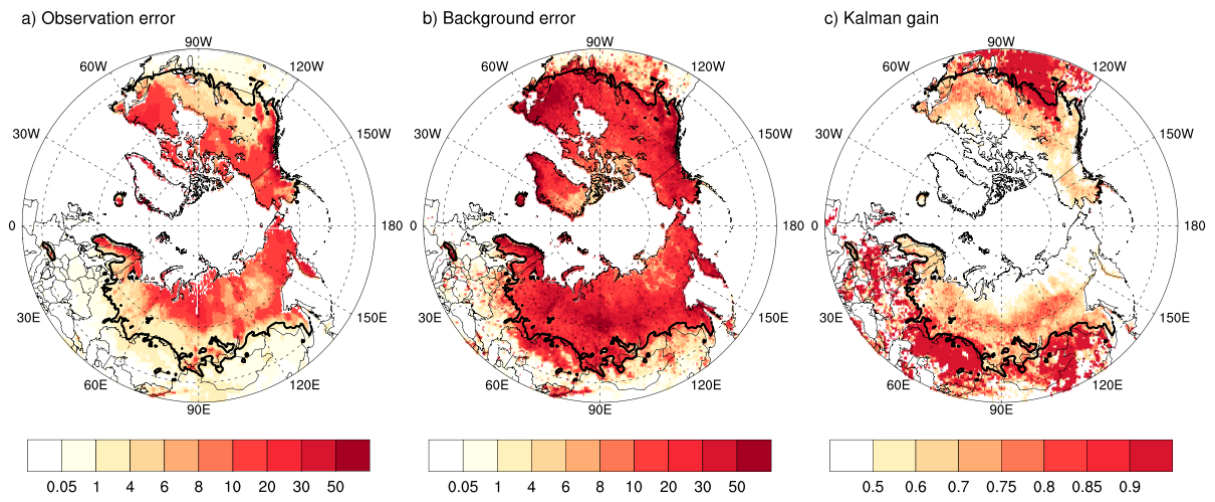 a) Observation error
b) Background error
c) Kalman gain
90W
60W
120W
30W
150W
0
180
30E
150E
60E
120E
90E
90W
60W
120W
30W
150W
0
180
30E
150E
60E
120E
90E
90W
60W
120W
30W
150W
0
180
30E
150E
60E
120E
90E
0.05 1 4 6 8 10 20 30 50
0.05 1 4 6 8 10 20 30 50
0.5 0.6 0.7 0.75 0.8 0.85 0.9